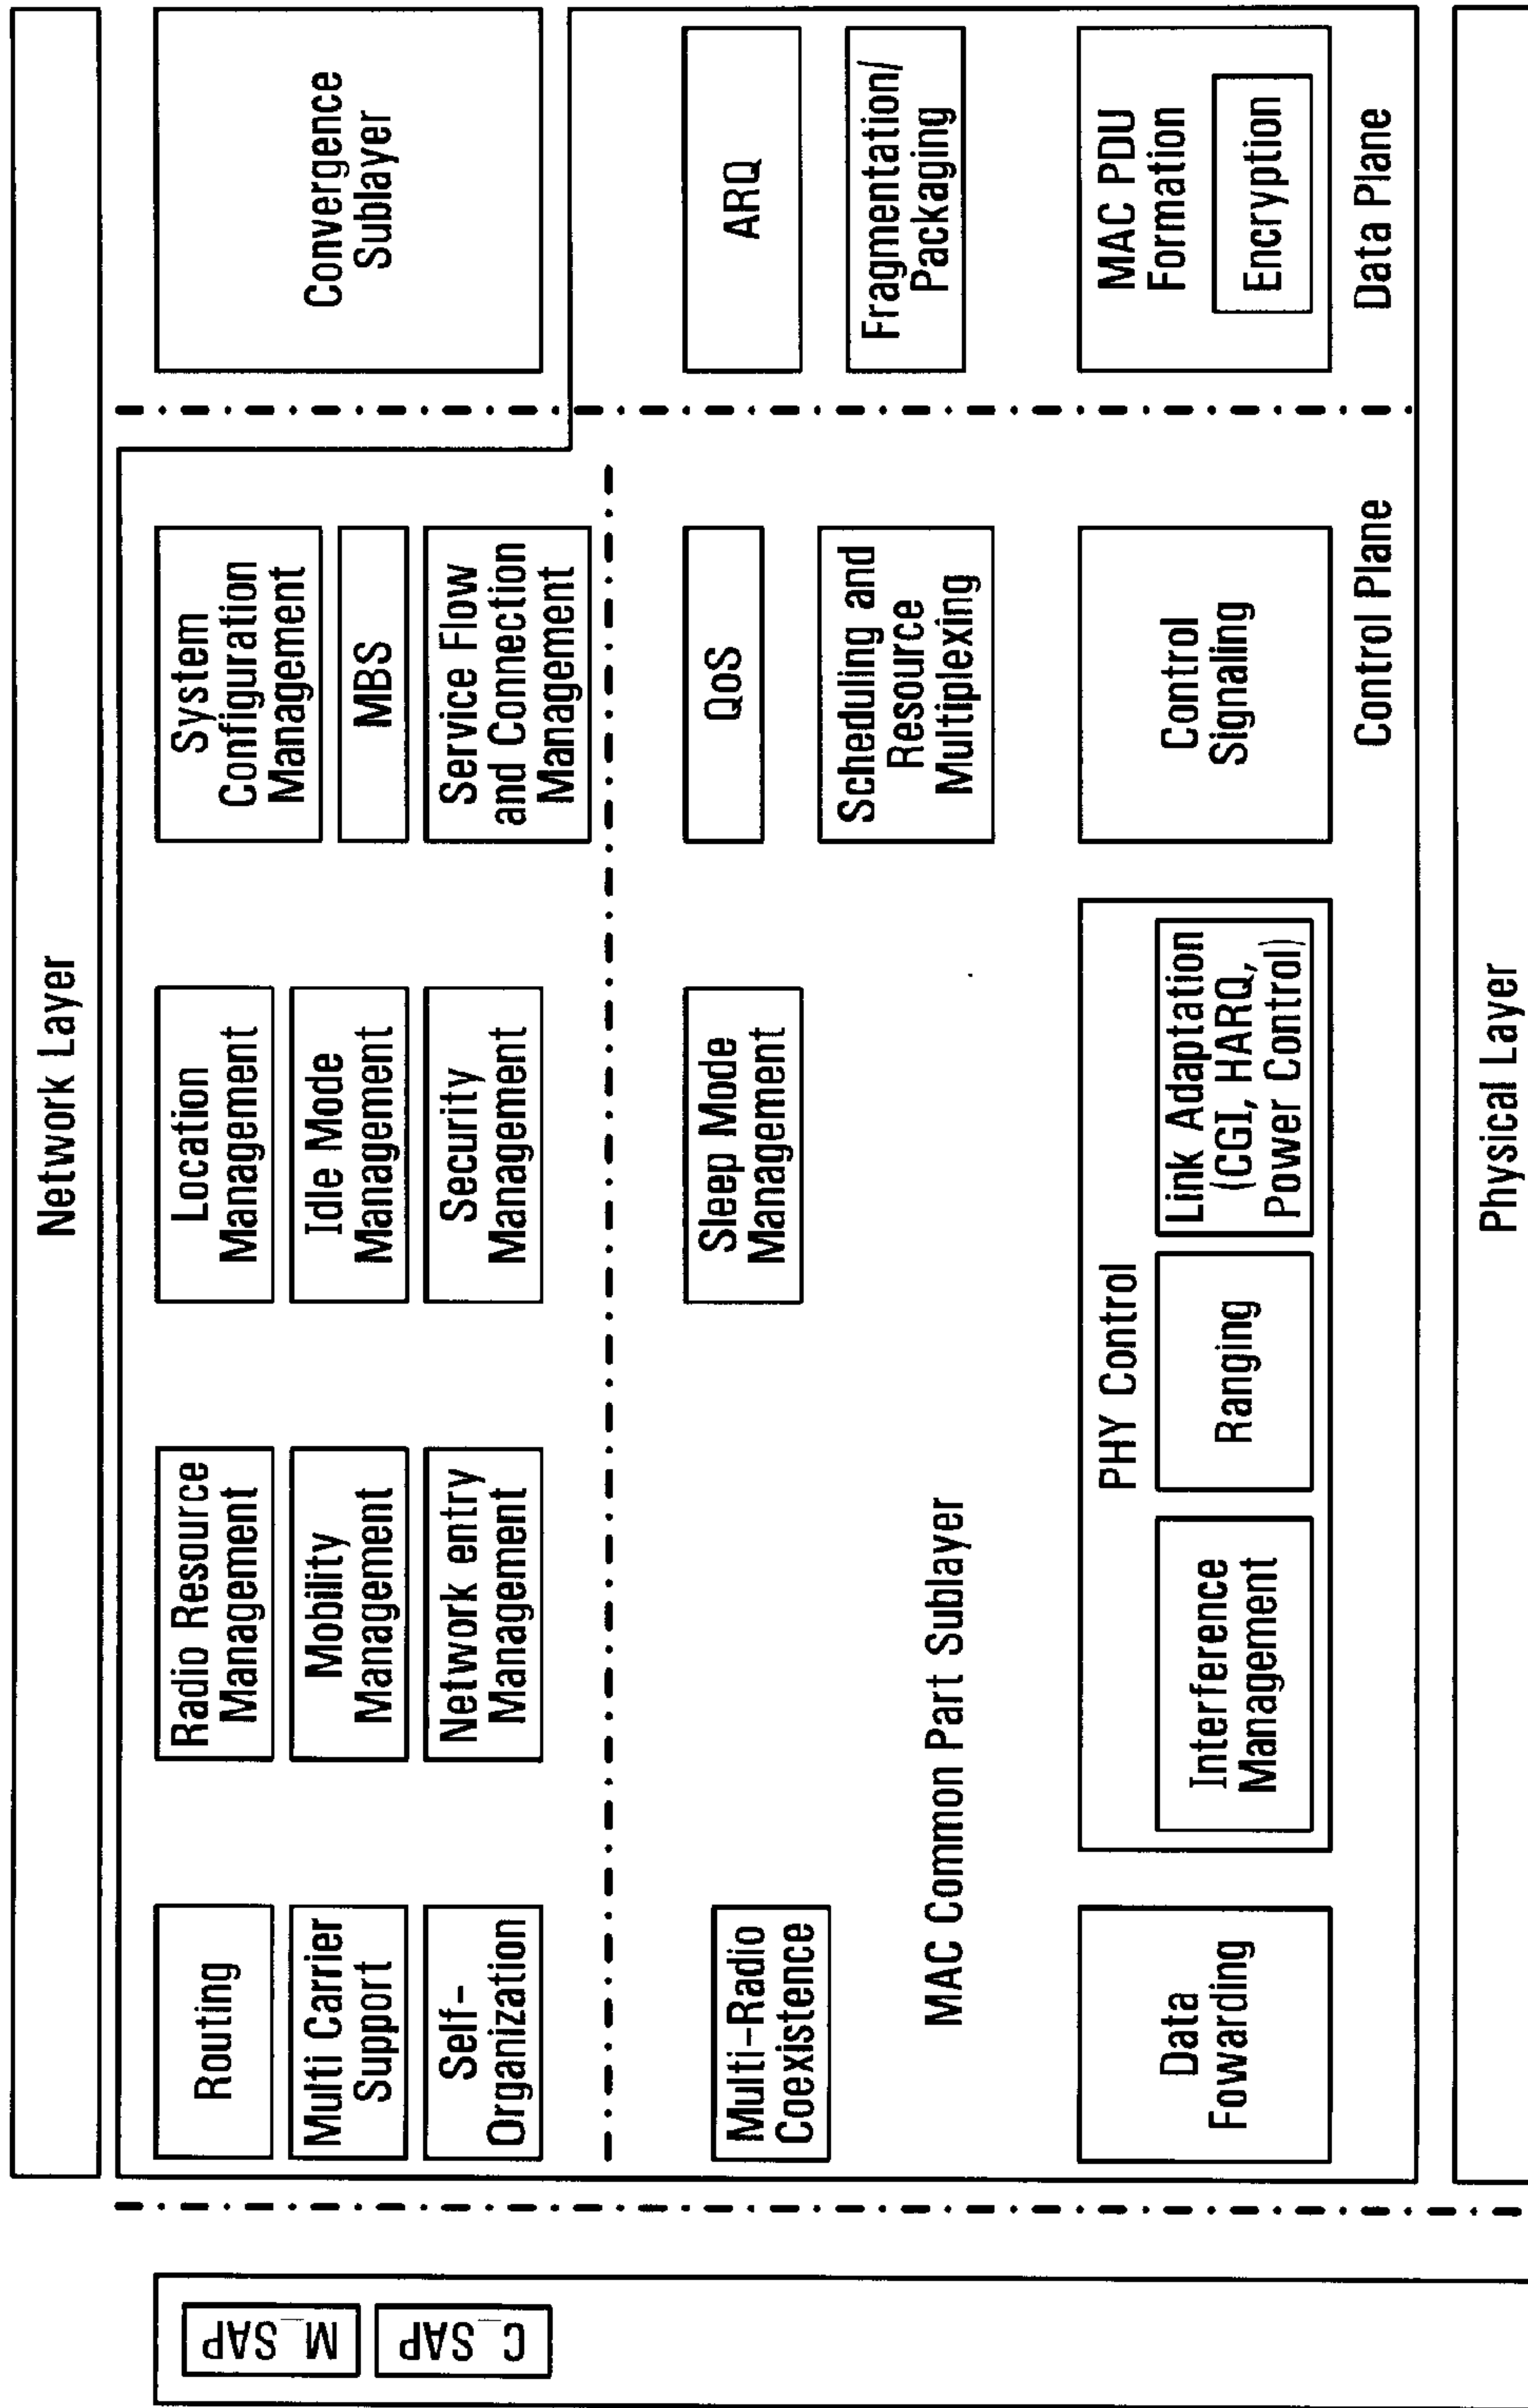 Network Layer
M_SAP
C_SAP
Routing
Multi Carrier
Support
Self-
Organization
Radio Resource
Management
Mobility
Management
Network entry
Management
Location
Management
Idle Mode
Management
Security
Management
System
Configuration
Management
MBS
Service Flow
and Connection
Management
Convergence
Sublayer
Multi-Radio
Coexistence
Sleep Mode
Management
QoS
Scheduling and
Resource
Multiplexing
ARQ
Fragmentation/
Packaging
MAC Common Part Sublayer
Data
Fowarding
PHY Control
Interference
Management
Ranging
Link Adaptation
(CGI, HARQ,
Power Control)
Control
Signaling
MAC PDU
Formation
Encryption
Control Plane
Data Plane
Physical Layer